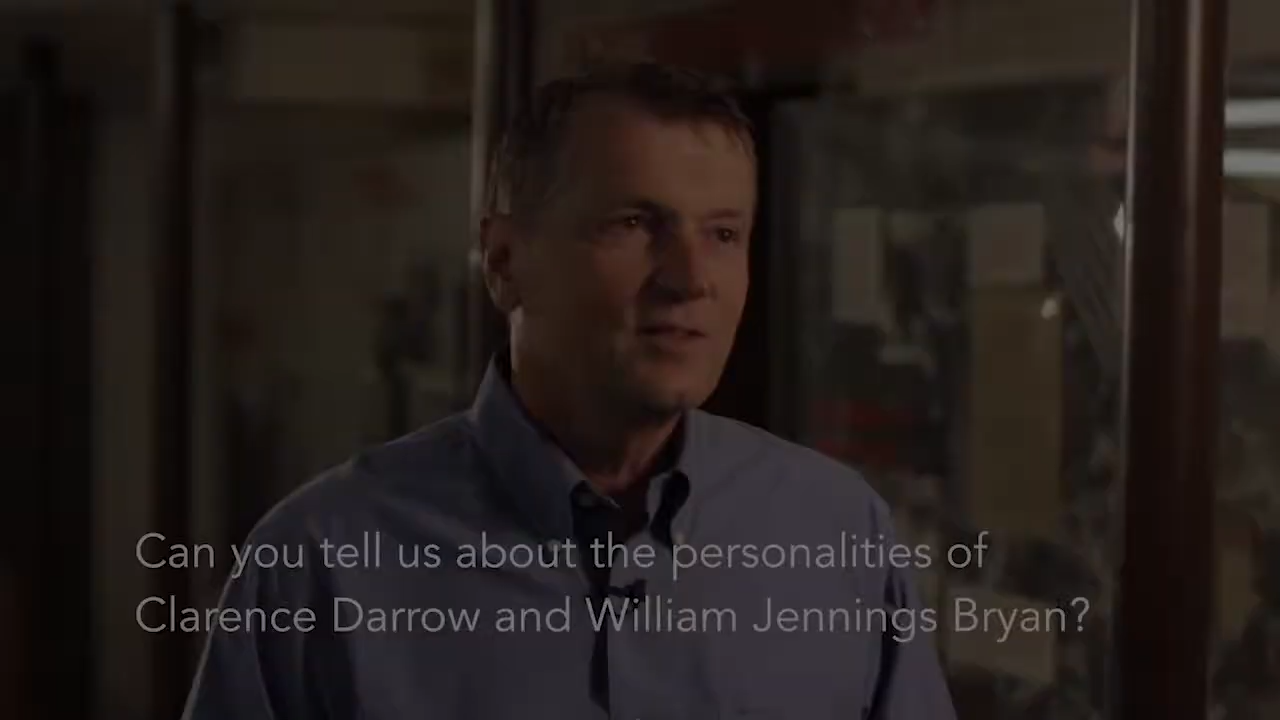 Can you tell us about the personalities of
Clarence Darrow and William Jennings Bryan?